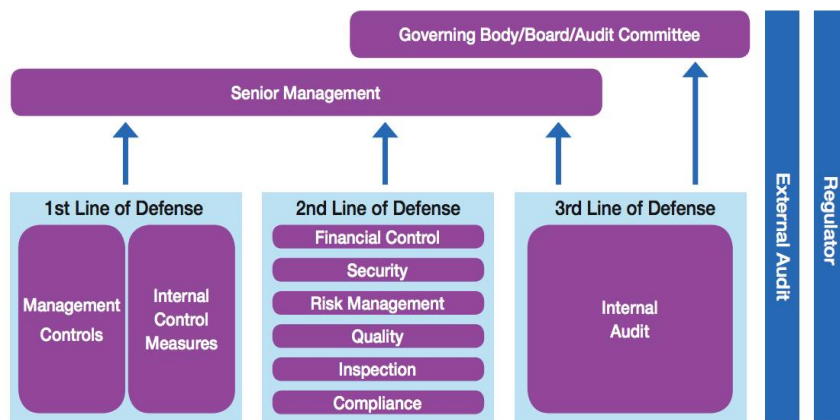 Governing Body/Board/Audit Committee
Senior Management
1st Line of Defense
Management
Controls
Internal
Control
Measures
2nd Line of Defense
Financial Control
Security
Risk Management
Quality
Inspection
Compliance
3rd Line of Defense
Internal
Audit
External Audit
Regulator